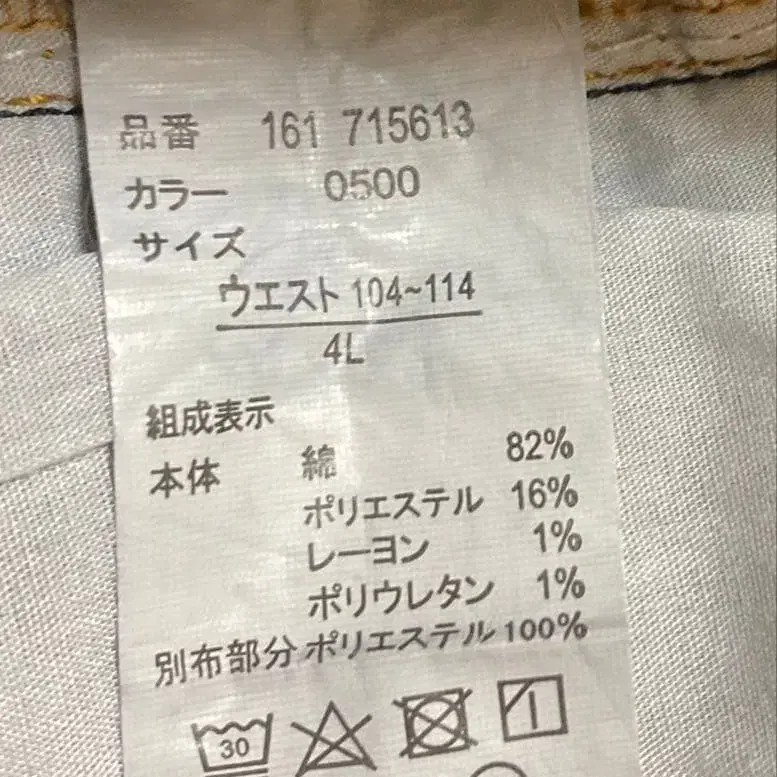 品番 161 715613
カラー 0500
サイズ
ウエスト 104~114
4L
組成表示
本体 綿 82%
ポリエステル 16%
レーヨン 1%
ポリウレタン 1%
別布部分 ポリエステル 100%
30